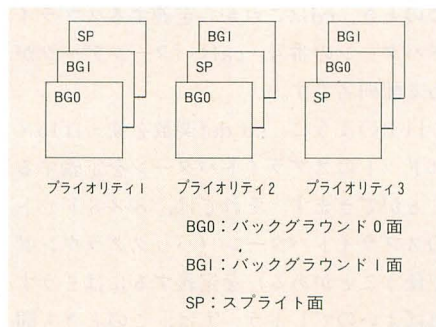 SP
BG1
BG0
プライオリティ1
BG1
SP
BG0
プライオリティ2
BG1
BG0
SP
プライオリティ3
BG0：バックグラウンド0面
BG1：バックグラウンド1面
SP：スプライト面